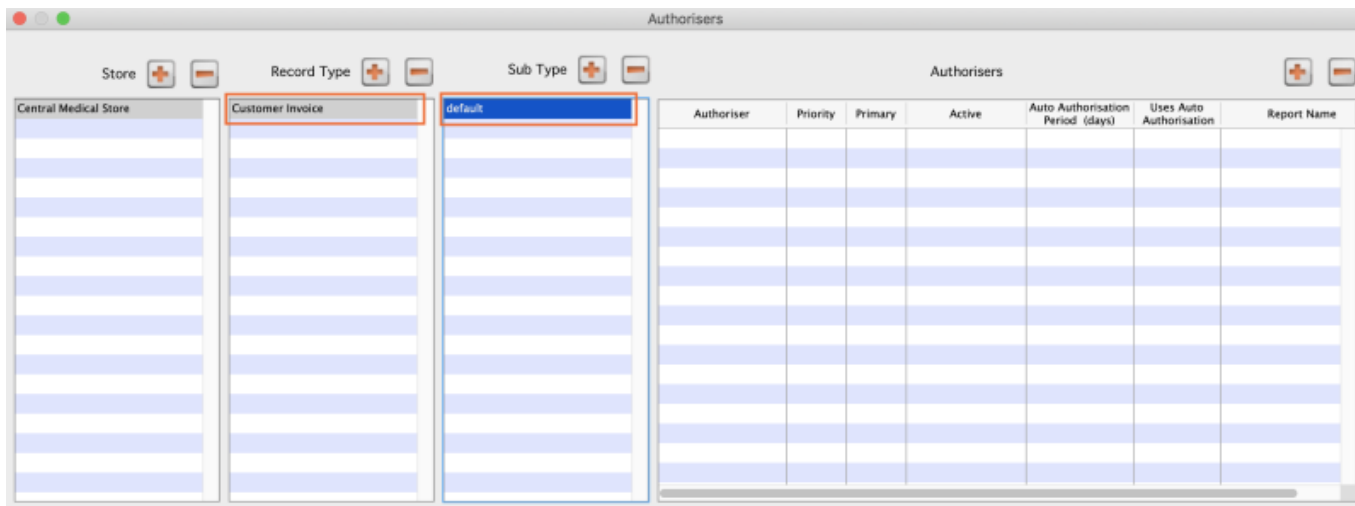 Authorisers
Store
Record Type
Sub Type
Authorisers
Central Medical Store
Customer Invoice
default
Authoriser
Priority
Primary
Active
Auto Authorisation
Period (days)
Uses Auto
Authorisation
Report Name